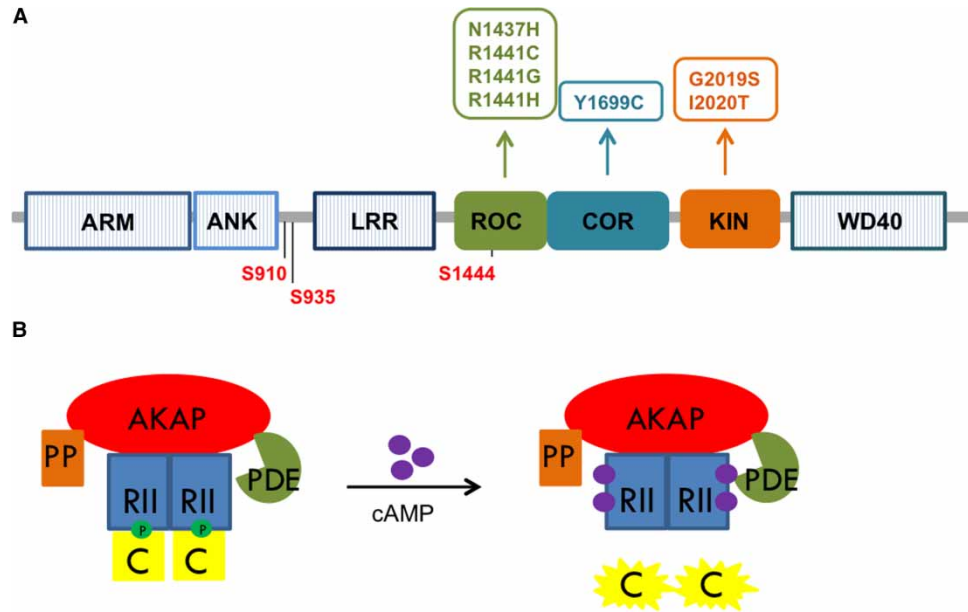 A
N1437H
R1441C
R1441G
R1441H
Y1699C
G2019S
I2020T
ARM
ANK
LRR
ROC
COR
KIN
WD40
S910
S935
S1444
B
AKAP
PP
RII
RII
PDE
P
P
C
C
cAMP
AKAP
PP
RII
RII
PDE
C
C